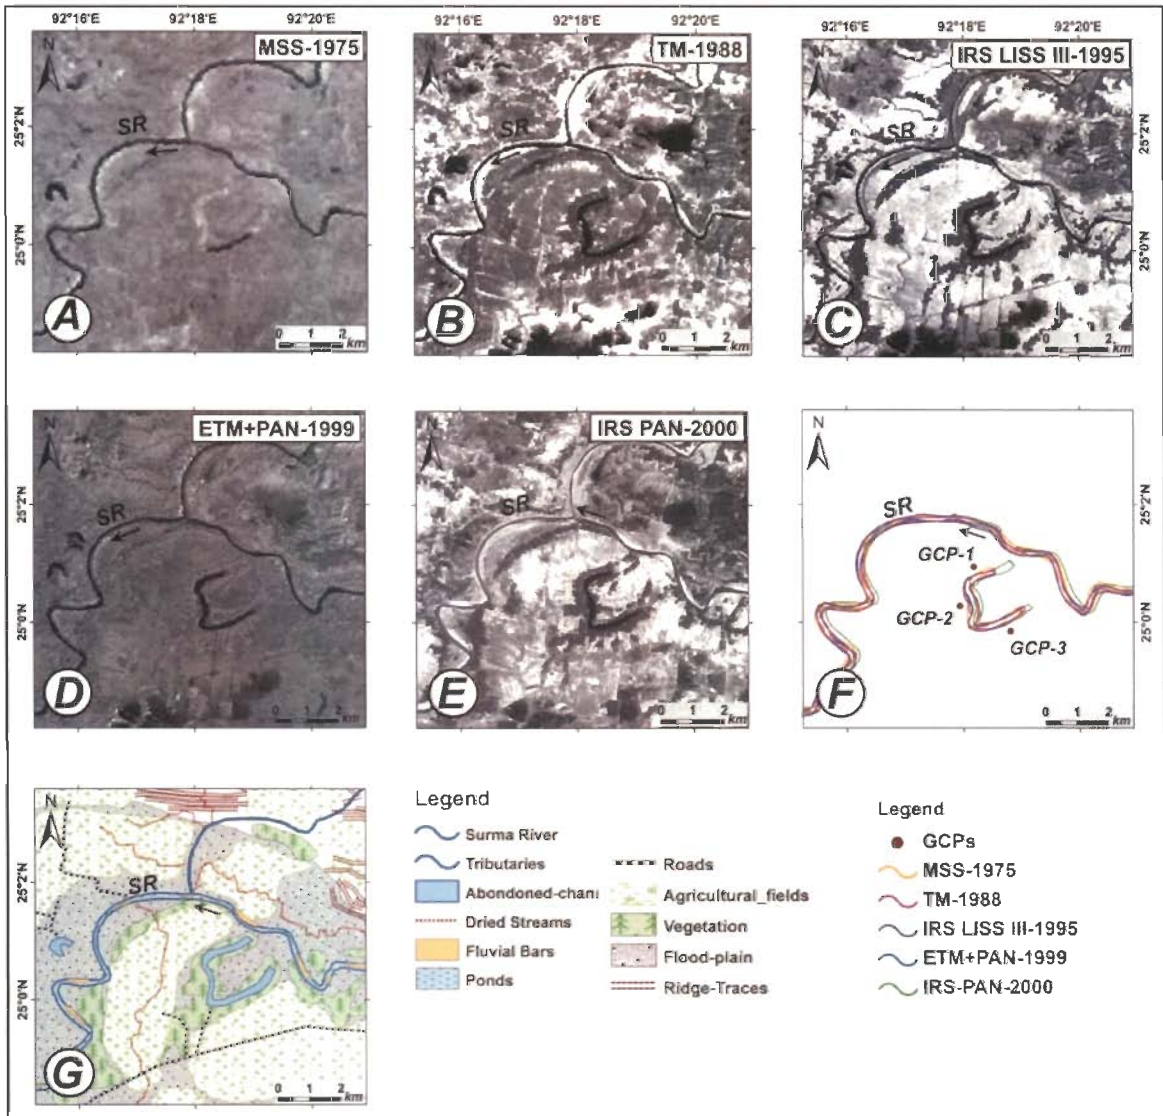 92°16'E 92°18'E 92°20'E 92°16'E 92°18'E 92°20'E 92°16'E 92°18'E 92°20'E
N MSS-1975
25°2'N
25°0'N
SR
A
0 1 2
km
N TM-1988
SR
B
0 1 2
km
N IRS LISS III-1995
25°2'N
25°0'N
SR
C
0 1 2
km
N ETM+PAN-1999
25°2'N
25°0'N
SR
D
0 1 2
km
N IRS PAN-2000
SR
E
0 1 2
km
N
25°2'N
25°0'N
SR
GCP-1
GCP-2
GCP-3
F
0 1 2
km
N
25°2'N
25°0'N
SR
G
0 1 2
km
Legend
Surma River
Tributaries
Abondoned-chan
Dried Streams
Fluvial Bars
Ponds
Roads
Agricultural_fields
Vegetation
Flood-plain
Ridge-Traces
Legend
GCPs
MSS-1975
TM-1988
IRS LISS III-1995
ETM+PAN-1999
IRS-PAN-2000